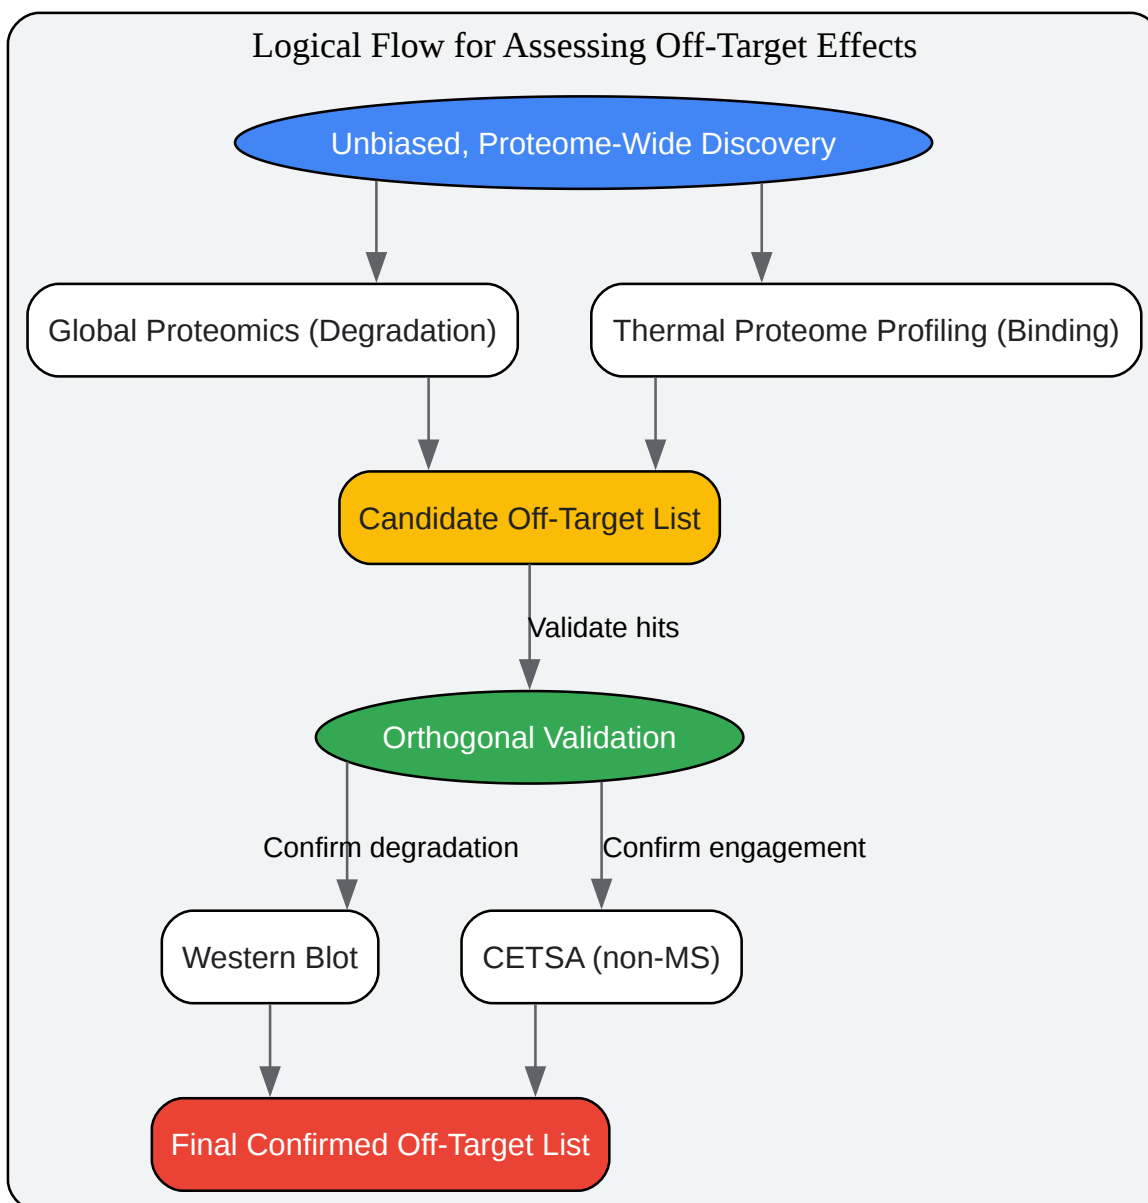 Logical Flow for Assessing Off-Target Effects
Unbiased, Proteome-Wide Discovery
Global Proteomics (Degradation)
Thermal Proteome Profiling (Binding)
Candidate Off-Target List
Validate hits
Orthogonal Validation
Confirm degradation
Confirm engagement
Western Blot
CETSA (non-MS)
Final Confirmed Off-Target List